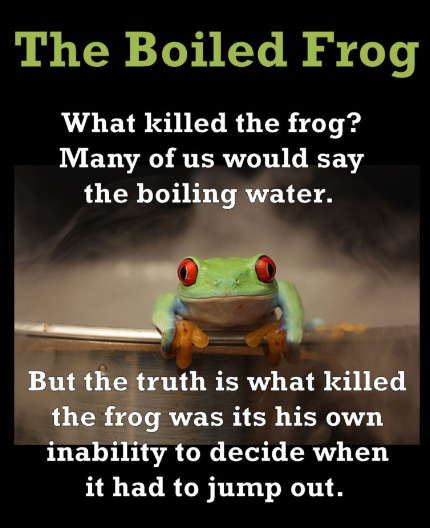 The Boiled Frog
What killed the frog?
Many of us would say
the boiling water.
But the truth is what killed
the frog was its his own
inability to decide when
it had to jump out.